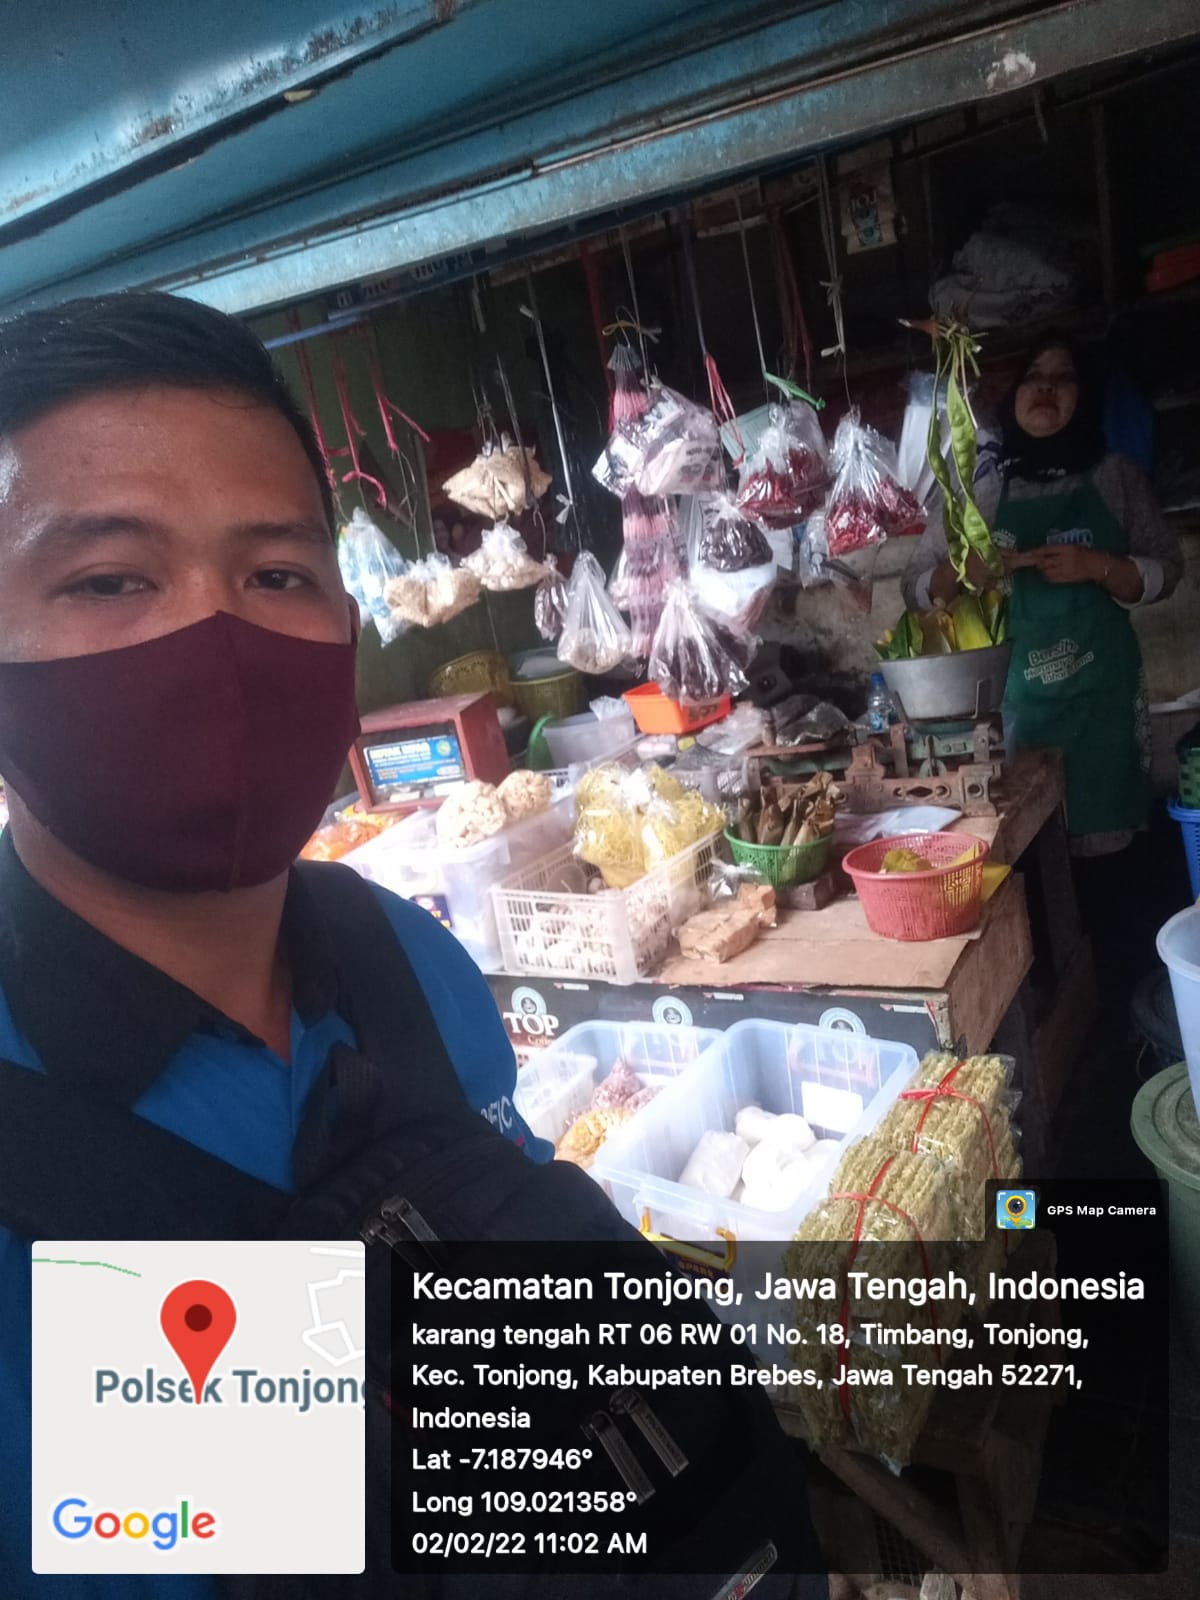 TOP
Bersih
GPS Map Camera
Kecamatan Tonjong, Jawa Tengah, Indonesia
karang tengah RT 06 RW 01 No. 18, Timbang, Tonjong,
Kec. Tonjong, Kabupaten Brebes, Jawa Tengah 52271,
Indonesia
Lat -7.187946°
Long 109.021358°
02/02/22 11:02 AM
Polsek Tonjong
Google